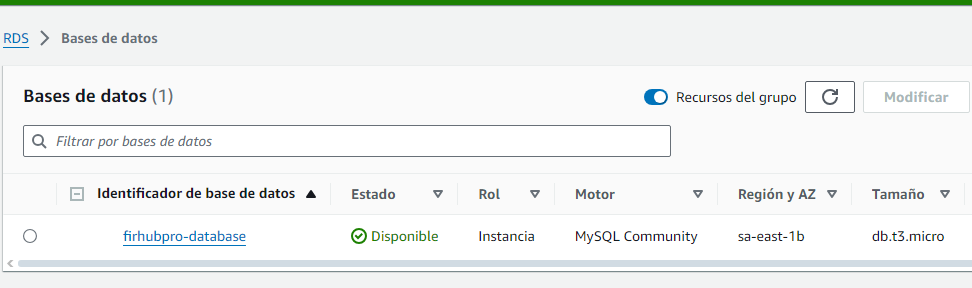 RDS > Bases de datos
Bases de datos (1)
Recursos del grupo
Modificar
Filtrar por bases de datos
Identificador de base de datos Estado Rol Motor Región y AZ Tamaño
firhubpro-database Disponible Instancia MySQL Community sa-east-1b db.t3.micro